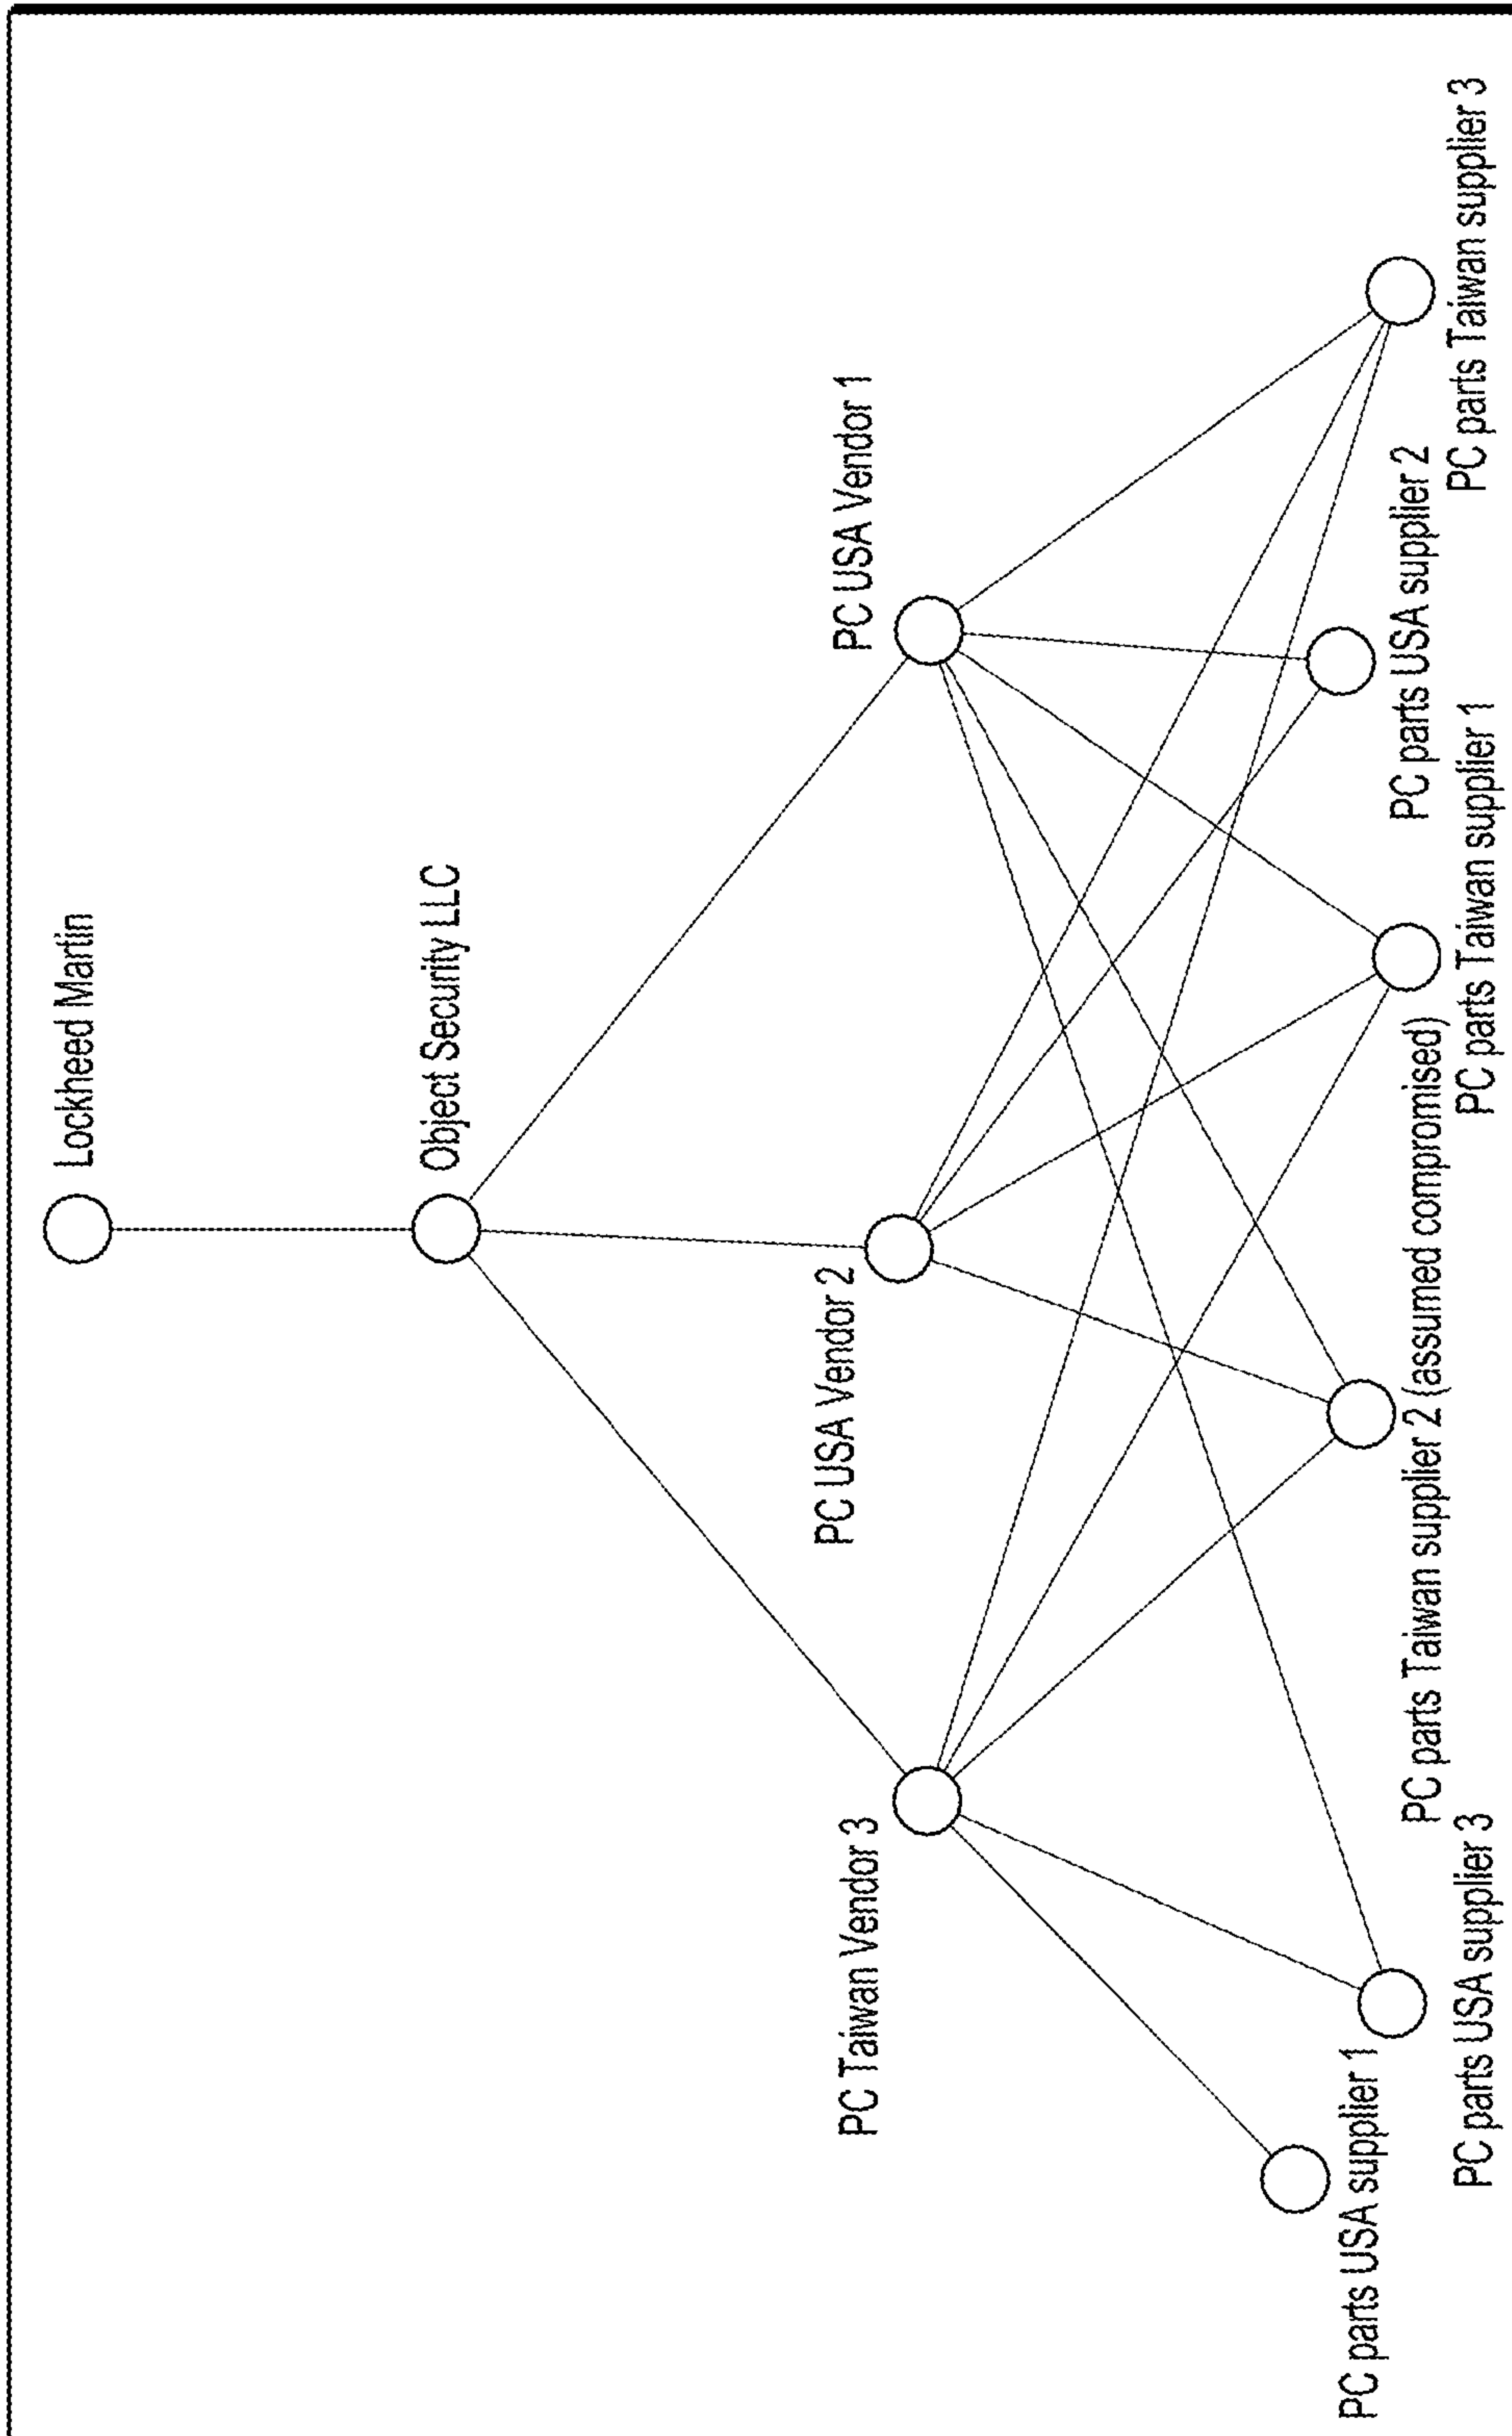 Lockheed Martin
Object Security LLC
PC Taiwan Vendor 3
PC USA Vendor 2
PC USA Vendor 1
PC parts USA supplier 1
PC parts USA supplier 3
PC parts Taiwan supplier 2 (assumed compromised)
PC parts Taiwan supplier 1
PC parts USA supplier 2
PC parts Taiwan supplier 3